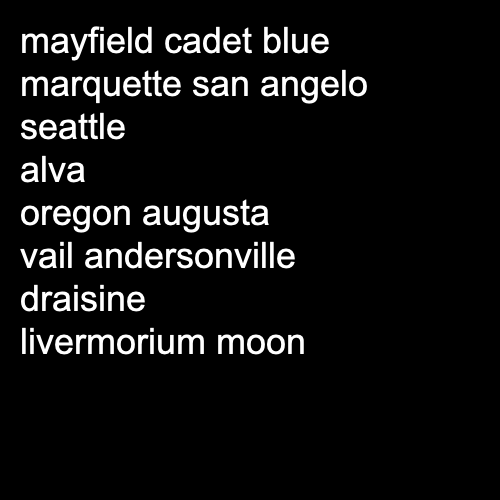 mayfield cadet blue
marquette san angelo
seattle
alva
oregon augusta
vail andersonville
draisine
livermorium moon